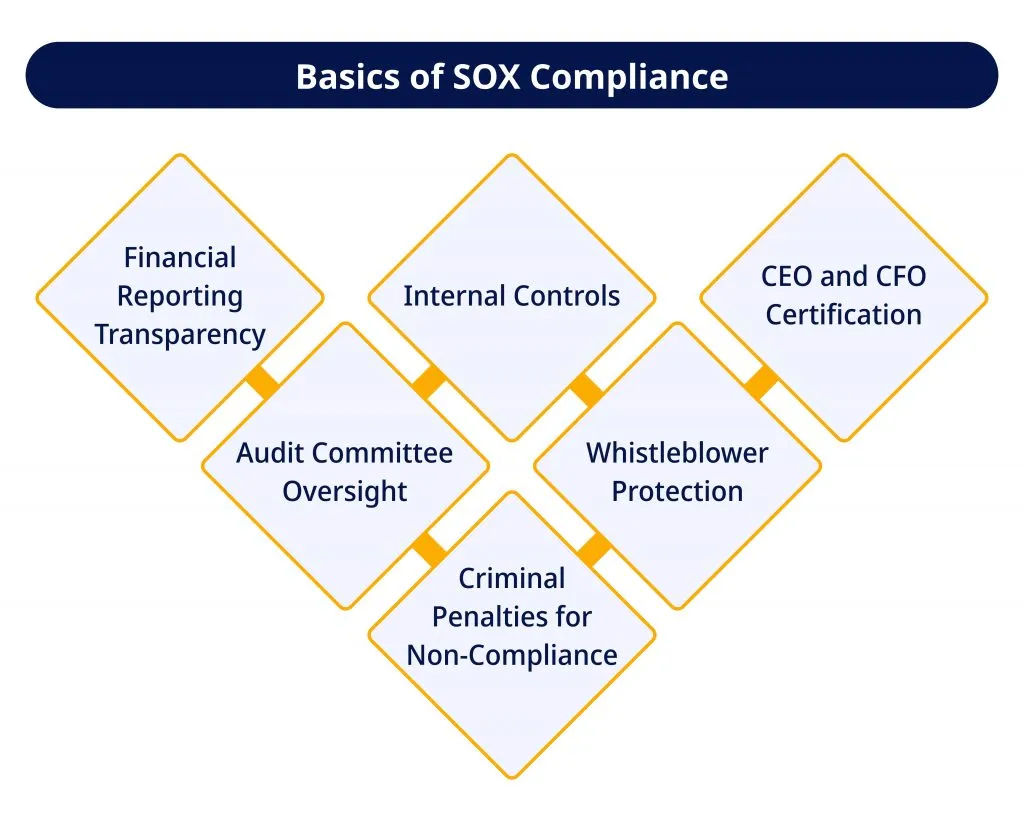 Basics of SOX Compliance
Financial
Reporting
Transparency
Internal Controls
CEO and CFO
Certification
Audit Committee
Oversight
Whistleblower
Protection
Criminal
Penalties for
Non-Compliance